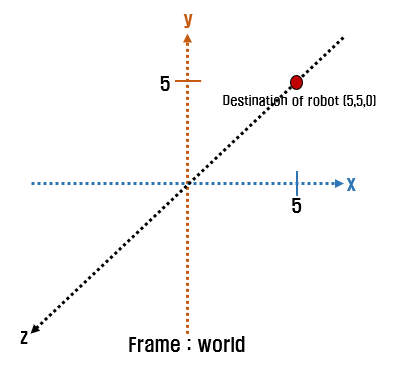 y
5
Destination of robot (5,5,0)
x
5
z
Frame : world